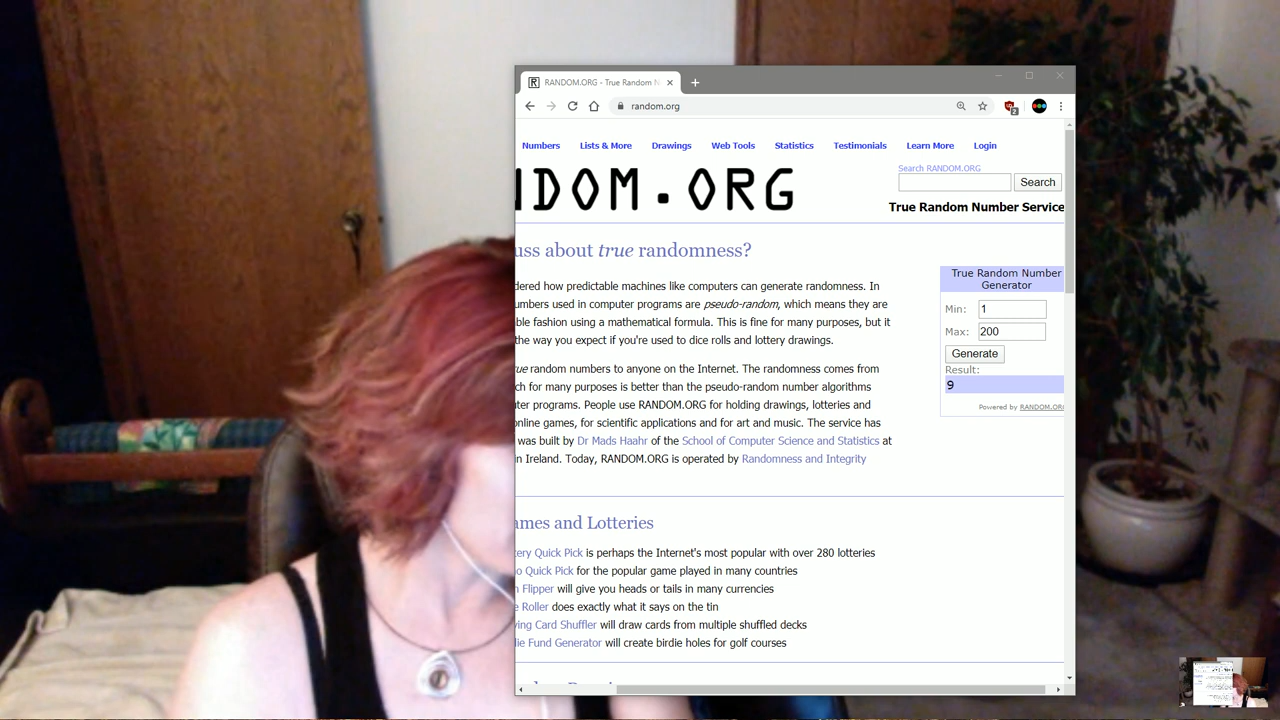 RANDOM.ORG - True Random N
random.org
Numbers Lists & More Drawings Web Tools Statistics Testimonials Learn More Login
Search RANDOM.ORG
NDOM.ORG
Search
True Random Number Service
uss about true randomness?
True Random Number
Generator
dered how predictable machines like computers can generate randomness. In
umbers used in computer programs are pseudo-random, which means they are
ble fashion using a mathematical formula. This is fine for many purposes, but it
the way you expect if you're used to dice rolls and lottery drawings.
Min: 1
Max: 200
Generate
Result:
9
Powered by RANDOM.OR
ue random numbers to anyone on the Internet. The randomness comes from
ch for many purposes is better than the pseudo-random number algorithms
ter programs. People use RANDOM.ORG for holding drawings, lotteries and
online games, for scientific applications and for art and music. The service has
was built by Dr Mads Haahr of the School of Computer Science and Statistics at
in Ireland. Today, RANDOM.ORG is operated by Randomness and Integrity
ames and Lotteries
tery Quick Pick is perhaps the Internet's most popular with over 280 lotteries
o Quick Pick for the popular game played in many countries
n Flipper will give you heads or tails in many currencies
e Roller does exactly what it says on the tin
ying Card Shuffler will draw cards from multiple shuffled decks
die Fund Generator will create birdie holes for golf courses